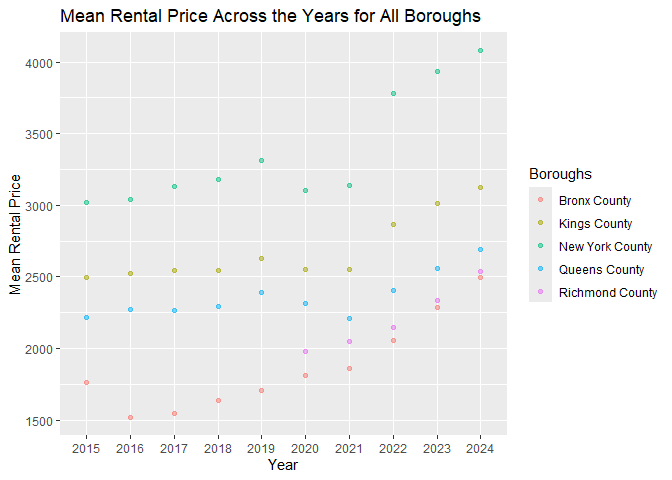 Mean Rental Price Across the Years for All Boroughs
4000
3500
3000
2500
2000
1500
Mean Rental Price
2015 2016 2017 2018 2019 2020 2021 2022 2023 2024
Year
Boroughs
Bronx County
Kings County
New York County
Queens County
Richmond County